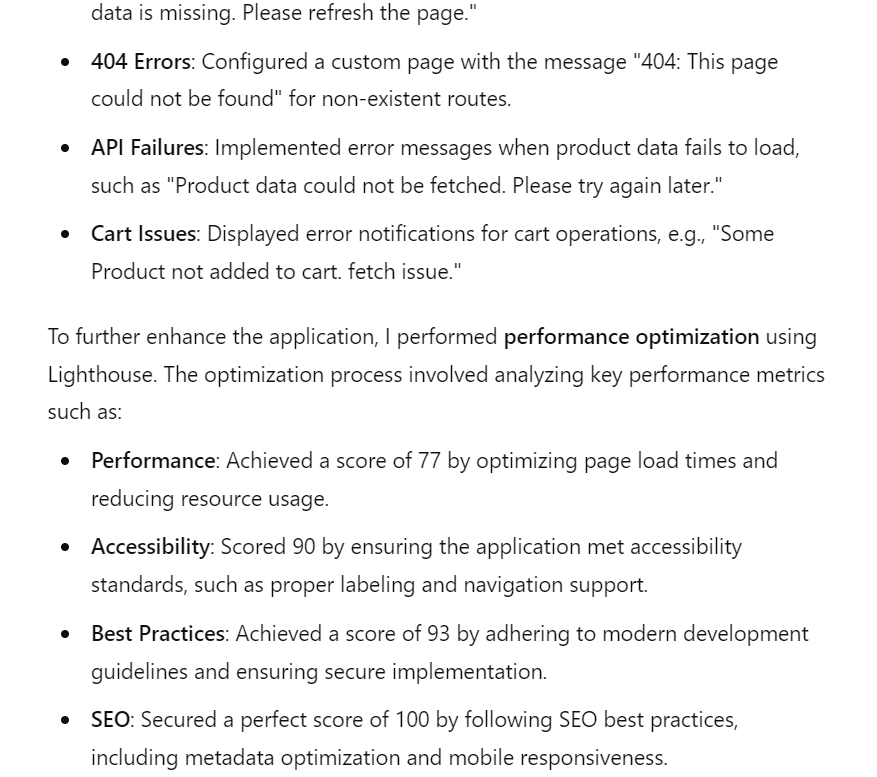 data is missing. Please refresh the page."
• 404 Errors: Configured a custom page with the message "404: This page
could not be found" for non-existent routes.
• API Failures: Implemented error messages when product data fails to load,
such as "Product data could not be fetched. Please try again later."
• Cart Issues: Displayed error notifications for cart operations, e.g., "Some
Product not added to cart. fetch issue."
To further enhance the application, I performed performance optimization using
Lighthouse. The optimization process involved analyzing key performance metrics
such as:
• Performance: Achieved a score of 77 by optimizing page load times and
reducing resource usage.
• Accessibility: Scored 90 by ensuring the application met accessibility
standards, such as proper labeling and navigation support.
• Best Practices: Achieved a score of 93 by adhering to modern development
guidelines and ensuring secure implementation.
• SEO: Secured a perfect score of 100 by following SEO best practices,
including metadata optimization and mobile responsiveness.